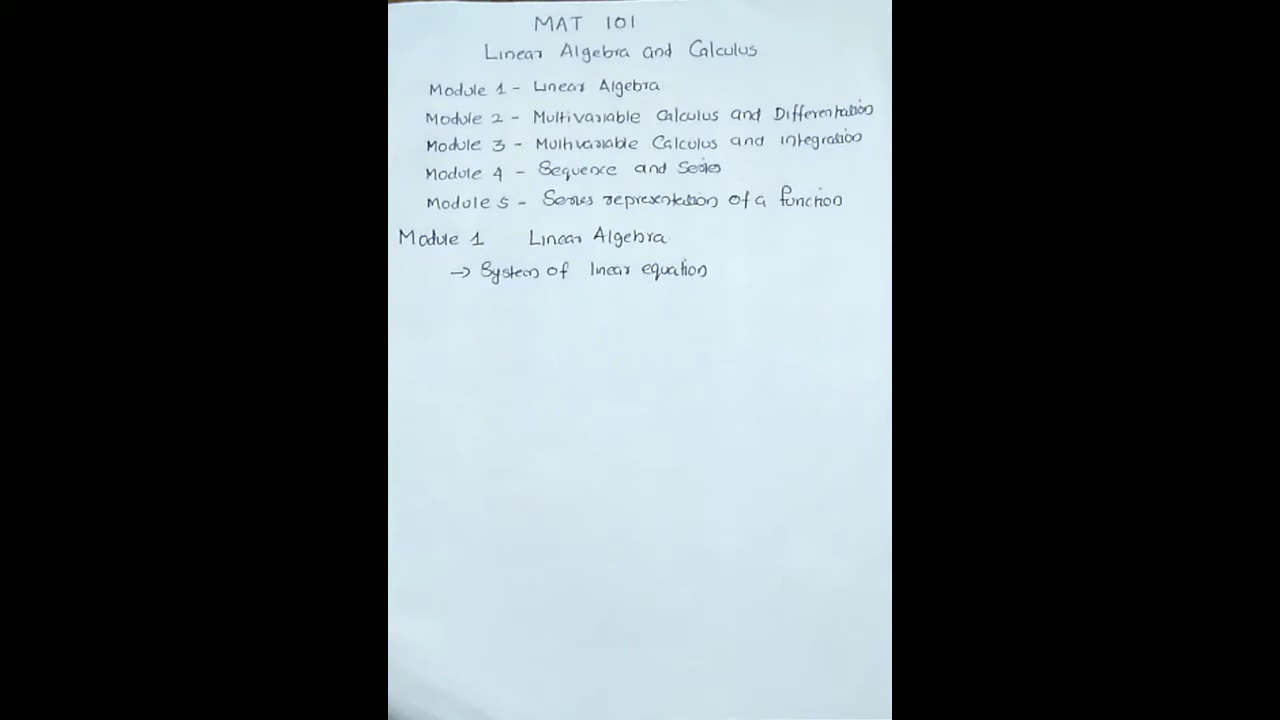 MAT 101
Linear Algebra and Calculus
Module 1 - Linear Algebra
Module 2 - Multivariable Calculus and Differentiation
Module 3 - Multivariable Calculus and integration
Module 4 - Sequence and Series
Module 5 - Series representation of a function
Module 1 Linear Algebra
→ System of linear equation